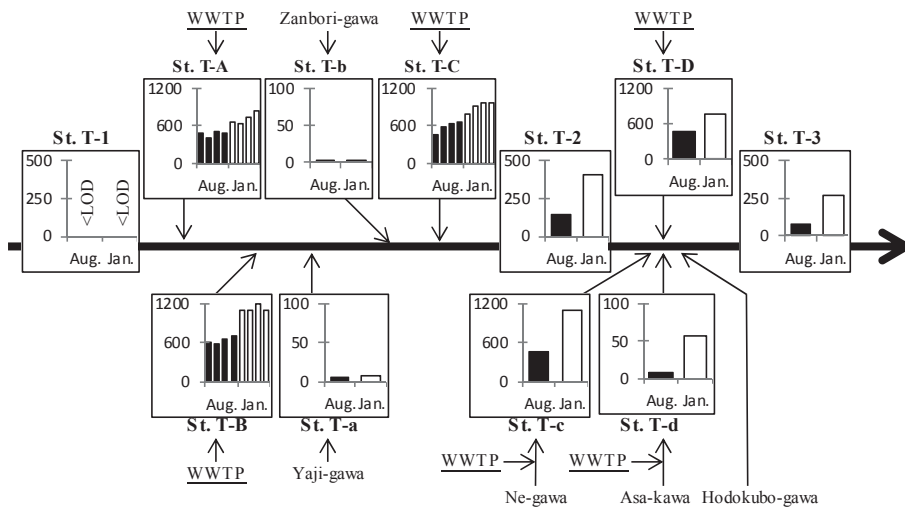 WWTP
Zanbori-gawa
WWTP
WWTP
St. T-A
St. T-b
St. T-C
St. T-D
1200
600
0
Aug. Jan.
100
50
0
Aug. Jan.
1200
600
0
Aug. Jan.
1200
600
0
Aug. Jan.
St. T-1
500
250
0
<LOD
<LOD
Aug. Jan.
St. T-2
500
250
0
Aug. Jan.
St. T-3
500
250
0
Aug. Jan.
1200
600
0
Aug. Jan.
St. T-B
WWTP
100
50
0
Aug. Jan.
St. T-a
Yaji-gawa
1200
600
0
Aug. Jan.
St. T-c
WWTP
Ne-gawa
100
50
0
Aug. Jan.
St. T-d
WWTP
Asa-kawa
Hodokubo-gawa